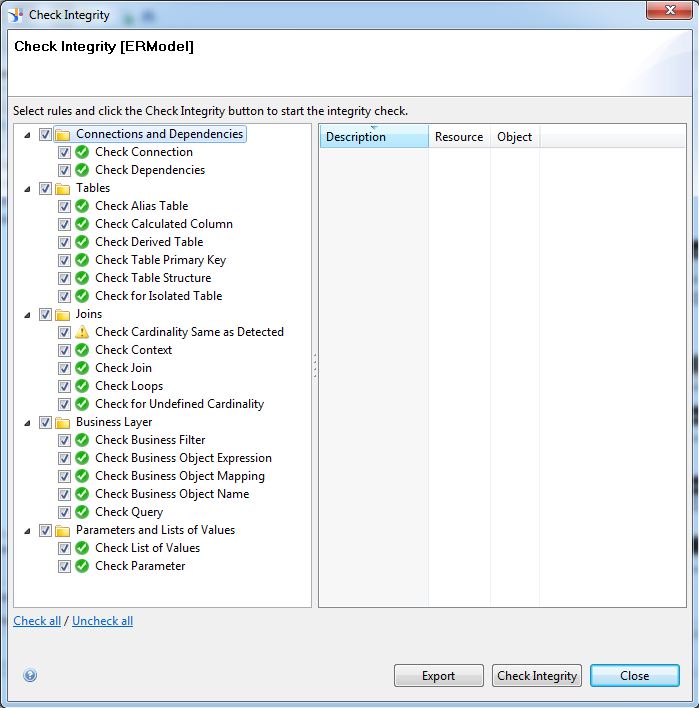 Check Integrity
Check Integrity [ERModel]
Select rules and click the Check Integrity button to start the integrity check.
Connections and Dependencies
Check Connection
Check Dependencies
Tables
Check Alias Table
Check Calculated Column
Check Derived Table
Check Table Primary Key
Check Table Structure
Check for Isolated Table
Joins
Check Cardinality Same as Detected
Check Context
Check Join
Check Loops
Check for Undefined Cardinality
Business Layer
Check Business Filter
Check Business Object Expression
Check Business Object Mapping
Check Business Object Name
Check Query
Parameters and Lists of Values
Check List of Values
Check Parameter
Description Resource Object
Check all / Uncheck all
Export Check Integrity Close